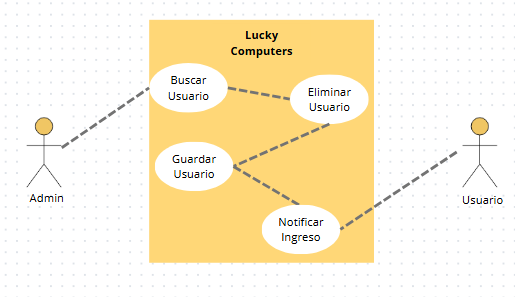 Lucky
Computers
Buscar
Usuario
Eliminar
Usuario
Guardar
Usuario
Admin
Usuario
Notificar
Ingreso